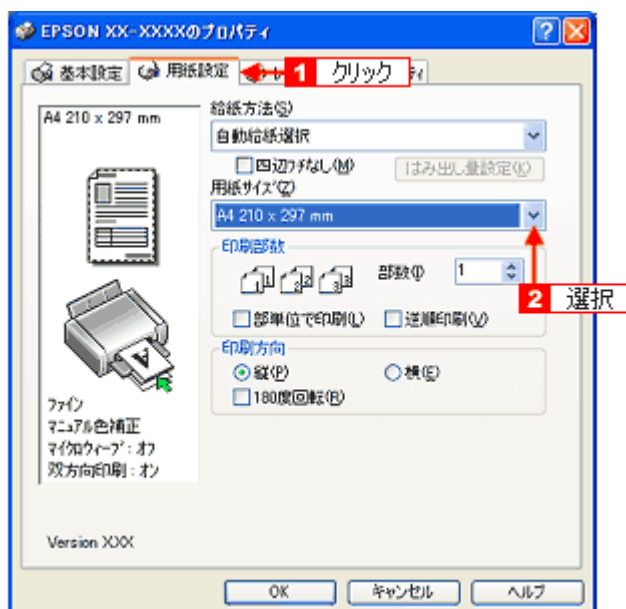 EPSON XX-XXXXのプロパティ
基本設定 用紙設定 1 クリック ティ
A4 210 x 297 mm
ファイン
マニュアル色補正
マイクロウィーブ：オフ
双方向印刷：オン
Version XXX
給紙方法(S)
自動給紙選択
四辺フチなし(M) はみ出し量設定(K)
用紙サイズ(Z)
A4 210 x 297 mm
印刷部数
部数(I) 1
2 選択
部単位で印刷(L) 逆順印刷(V)
印刷方向
縦(P) 横(E)
180度回転(R)
OK キャンセル ヘルプ